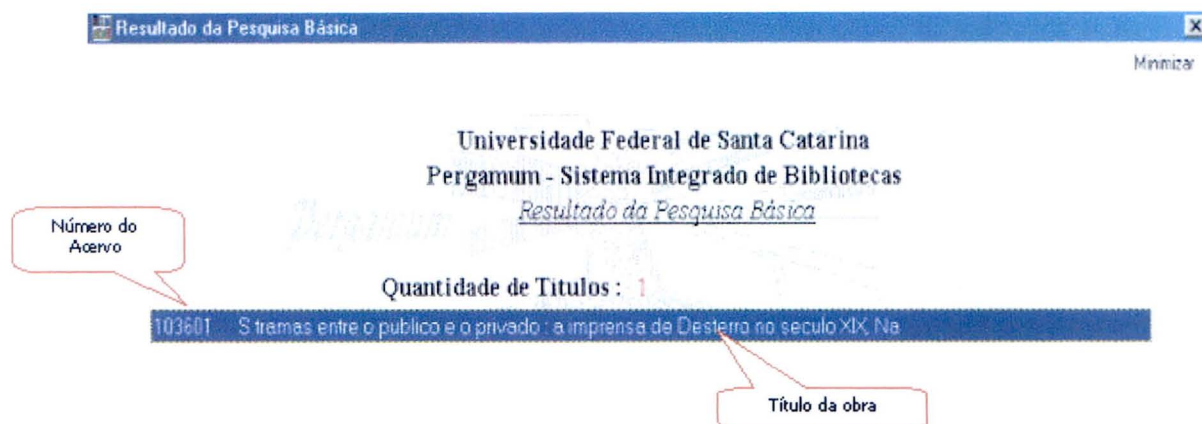 Resultado da Pesquisa Básica
Minimizar
Universidade Federal de Santa Catarina
Pergamum - Sistema Integrado de Bibliotecas
Resultado da Pesquisa Básica
Pergamum
Número do
Acervo
Quantidade de Titulos : 1
103601 S tramas entre o publico e o privado : a imprensa de Desterro no seculo XIX, Na
Título da obra